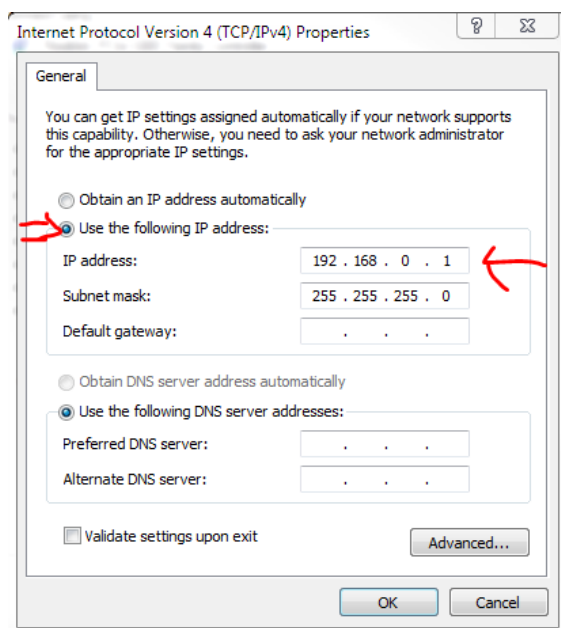 Internet Protocol Version 4 (TCP/IPv4) Properties
General
You can get IP settings assigned automatically if your network supports
this capability. Otherwise, you need to ask your network administrator
for the appropriate IP settings.
Obtain an IP address automatically
Use the following IP address:
IP address: 192 . 168 . 0 . 1
Subnet mask: 255 . 255 . 255 . 0
Default gateway: . . .
Obtain DNS server address automatically
Use the following DNS server addresses:
Preferred DNS server: . . .
Alternate DNS server: . . .
Validate settings upon exit
Advanced...
OK Cancel